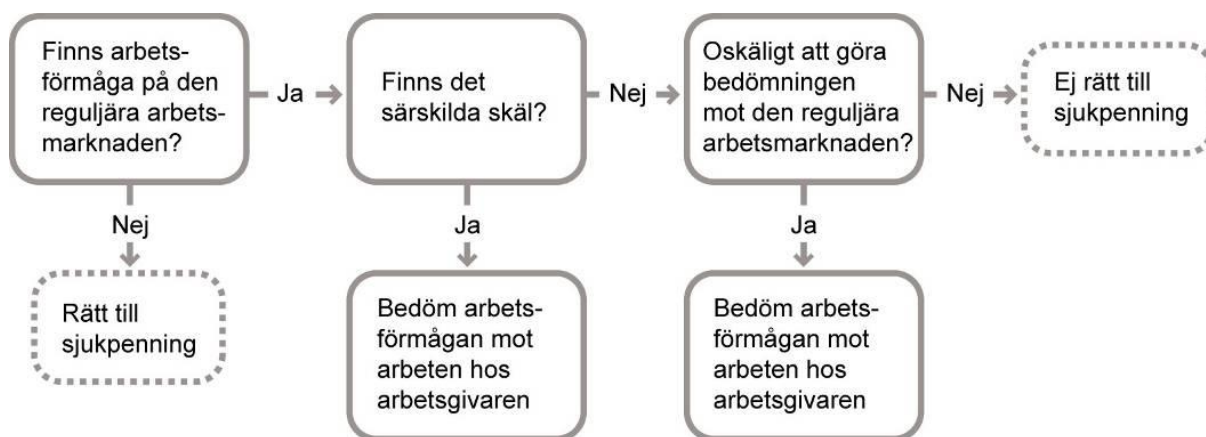 Finns arbets-
förmåga på den
reguljära arbets-
marknaden?
Ja
Finns det
särskilda skäl?
Nej
Oskäligt att göra
bedömningen
mot den reguljära
arbetsmarknaden?
Nej
Ej rätt till
sjukpenning
Nej
Ja
Ja
Rätt till
sjukpenning
Bedöm arbets-
förmågan mot
arbeten hos
arbetsgivaren
Bedöm arbets-
förmågan mot
arbeten hos
arbetsgivaren